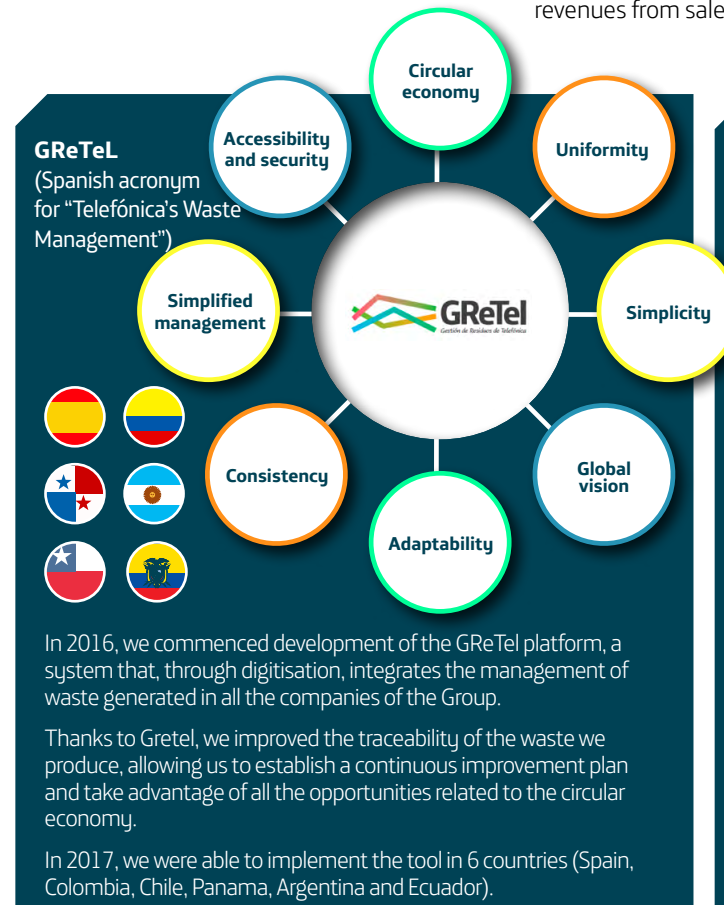 revenues from sale
Circular
economy
Accessibility
and security
Uniformity
GReTeL
(Spanish acronym
for “Telefónica’s Waste
Management”)
Simplified
management
GReTel
Gestión de Residuos de Telefónica
Simplicity
Consistency
Global
vision
Adaptability
In 2016, we commenced development of the GReTel platform, a
system that, through digitisation, integrates the management of
waste generated in all the companies of the Group.
Thanks to Gretel, we improved the traceability of the waste we
produce, allowing us to establish a continuous improvement plan
and take advantage of all the opportunities related to the circular
economy.
In 2017, we were able to implement the tool in 6 countries (Spain,
Colombia, Chile, Panama, Argentina and Ecuador).